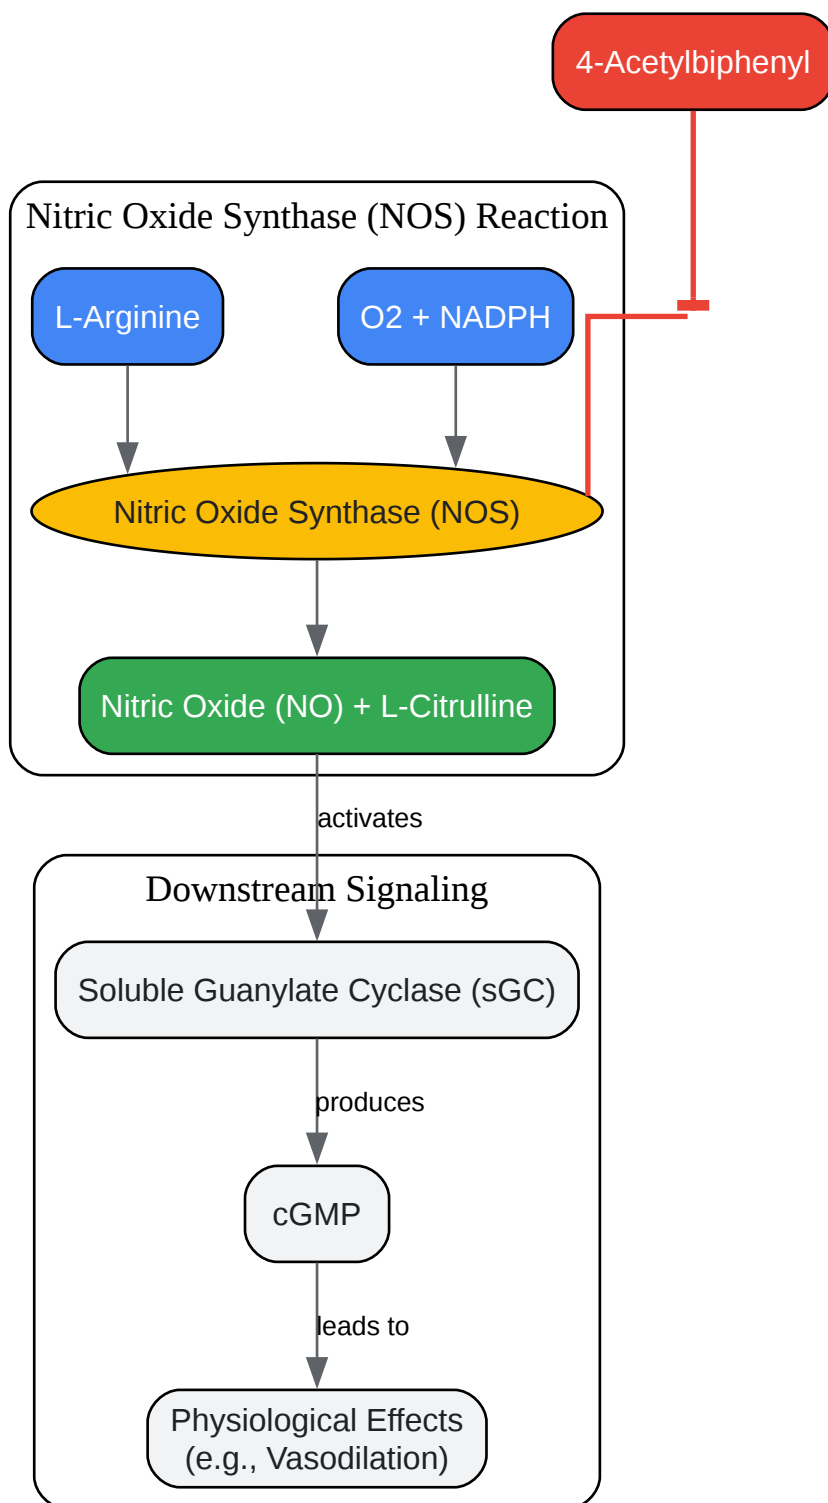 4-Acetylbiphenyl
Nitric Oxide Synthase (NOS) Reaction
L-Arginine
O2 + NADPH
Nitric Oxide Synthase (NOS)
Nitric Oxide (NO) + L-Citrulline
activates
Downstream Signaling
Soluble Guanylate Cyclase (sGC)
produces
cGMP
leads to
Physiological Effects
(e.g., Vasodilation)